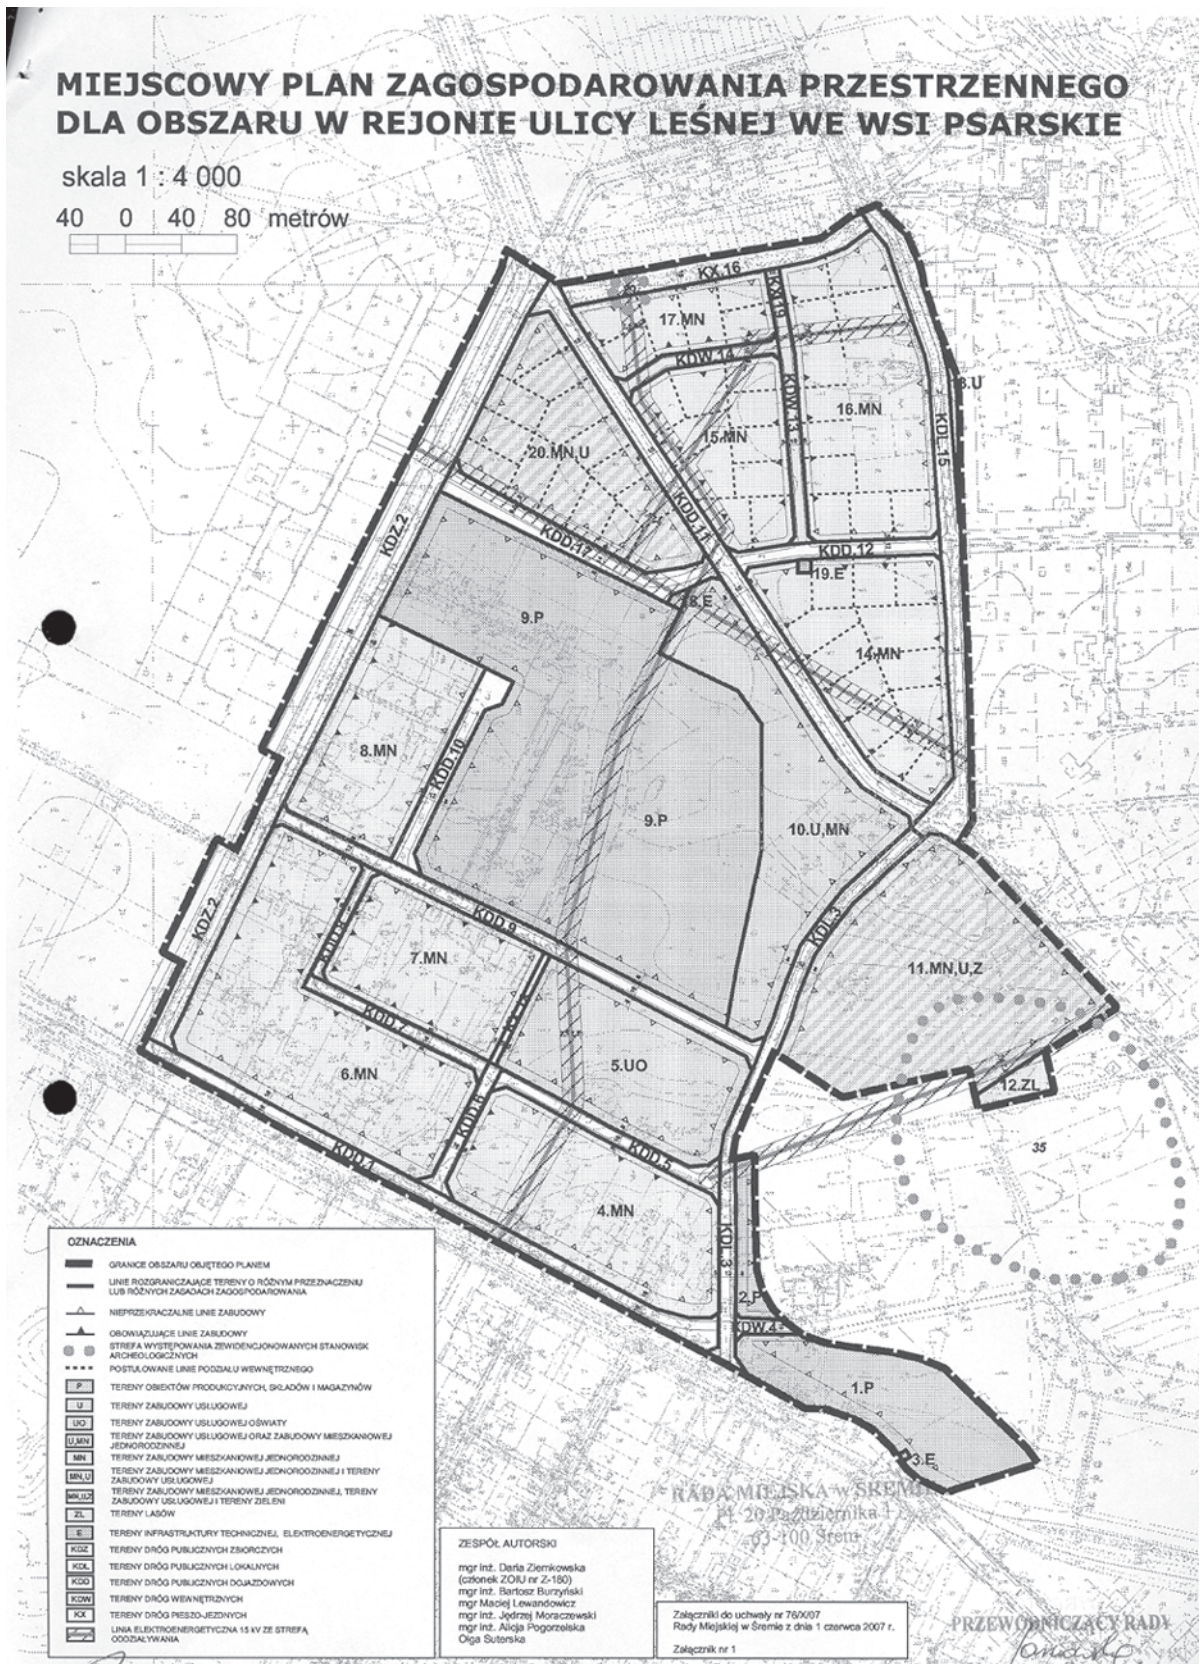 MIEJSCOWY PLAN ZAGOSPODAROWANIA PRZESTRZENNEGO
DLA OBSZARU W REJONIE ULICY LEŚNEJ WE WSI PSARSKIE
skala 1 : 4 000
40 0 40 80 metrów
KX.16
17.MN
KX.19
KDW.14
13.U
16.MN
KDW.13
15.MN
KDL.15
20.MN,U
KDD.11
KDZ.2
KDD.17
KDD.12
19.E
18.E
9.P
14.MN
8.MN
KDD.10
9.P
10.U,MN
KDZ.2
KDD.9
KDL.3
KDD.8
7.MN
11.MN,U,Z
KDD.7
5.UO
6.MN
12.ZL
KDD.6
KDD.5
KDD.1
35
4.MN
KDL.3
2.P
KDW.4
1.P
3.E
OZNACZENIA
GRANICE OBSZARU OBJĘTEGO PLANEM
LINIE ROZGRANICZAJĄCE TERENY O RÓŻNYM PRZEZNACZENIU
LUB RÓŻNYCH ZASADACH ZAGOSPODAROWANIA
NIEPRZEKRACZALNE LINIE ZABUDOWY
OBOWIĄZUJĄCE LINIE ZABUDOWY
STREFA WYSTĘPOWANIA ZEWIDENCJONOWANYCH STANOWISK
ARCHEOLOGICZNYCH
POSTULOWANE LINIE PODZIAŁU WEWNĘTRZNEGO
P TERENY OBIEKTÓW PRODUKCYJNYCH, SKŁADÓW I MAGAZYNÓW
U TERENY ZABUDOWY USŁUGOWEJ
UO TERENY ZABUDOWY USŁUGOWEJ OŚWIATY
U,MN TERENY ZABUDOWY USŁUGOWEJ ORAZ ZABUDOWY MIESZKANIOWEJ
JEDNORODZINNEJ
MN TERENY ZABUDOWY MIESZKANIOWEJ JEDNORODZINNEJ
MN,U TERENY ZABUDOWY MIESZKANIOWEJ JEDNORODZINNEJ I TERENY
ZABUDOWY USŁUGOWEJ
MN,U,Z TERENY ZABUDOWY MIESZKANIOWEJ JEDNORODZINNEJ, TERENY
ZABUDOWY USŁUGOWEJ I TERENY ZIELENI
ZL TERENY LASÓW
E TERENY INFRASTRUKTURY TECHNICZNEJ, ELEKTROENERGETYCZNEJ
KDZ TERENY DRÓG PUBLICZNYCH ZBIORCZYCH
KDL TERENY DRÓG PUBLICZNYCH LOKALNYCH
KDD TERENY DRÓG PUBLICZNYCH DOJAZDOWYCH
KDW TERENY DRÓG WEWNĘTRZNYCH
KX TERENY DRÓG PIESZO-JEZDNYCH
LINIA ELEKTROENERGETYCZNA 15 kV ZE STREFĄ
ODDZIAŁYWANIA
ZESPÓŁ AUTORSKI
mgr inż. Daria Ziemkowska
(członek ZOIU nr Z-180)
mgr inż. Bartosz Burzyński
mgr Maciej Lewandowicz
mgr inż. Jędrzej Moraczewski
mgr inż. Alicja Pogorzelska
Olga Suterska
RADA MIEJSKA w ŚREMIE
Pl. 20 Października 1
63-100 Śrem
Załączniki do uchwały nr 76/X/07
Rady Miejskiej w Śremie z dnia 1 czerwca 2007 r.
Załącznik nr 1
PRZEWODNICZĄCY RADY